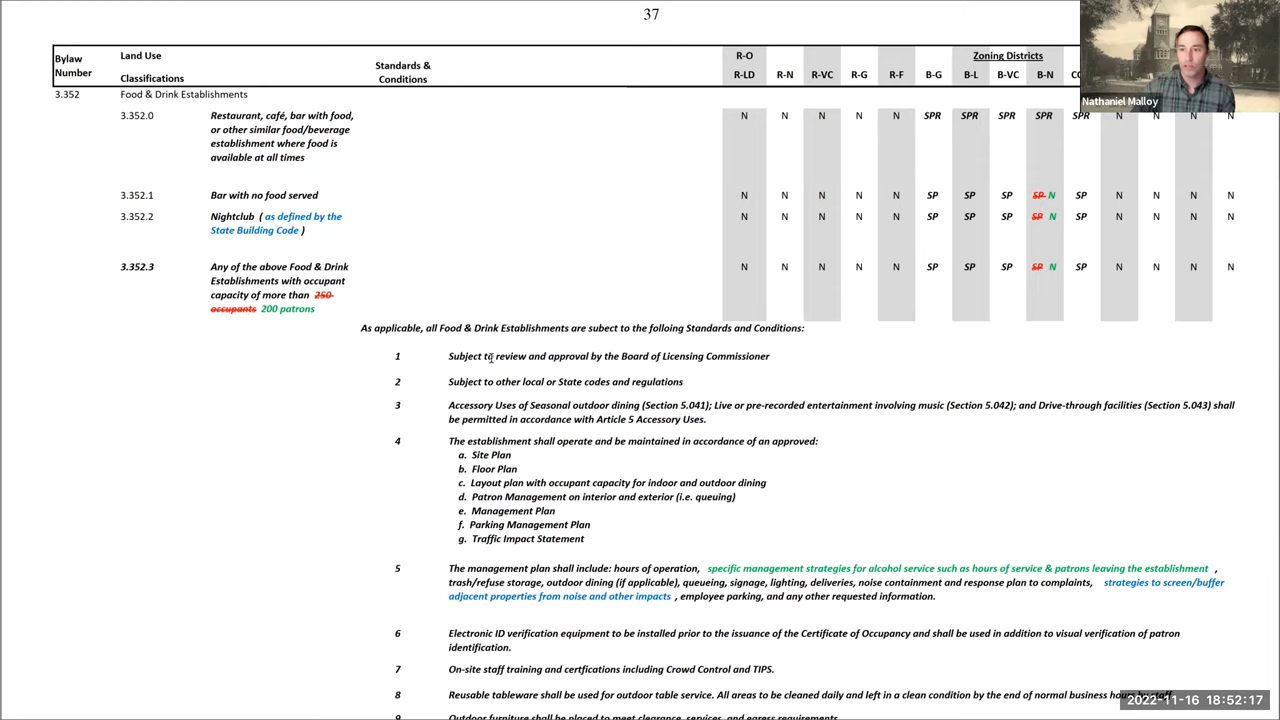 37
Bylaw Number
Land Use Classifications
Standards & Conditions
Zoning Districts
R-O
R-LD R-N R-VC R-G R-F B-G B-L B-VC B-N
3.352 Food & Drink Establishments
3.352.0 Restaurant, café, bar with food, N N N N N SPR SPR SPR SPR SPR N N N N
or other similar food/beverage
establishment where food is
available at all times
3.352.1 Bar with no food served N N N N N SP SP SP SP N SP N N N N
3.352.2 Nightclub ( as defined by the N N N N N SP SP SP SP N SP N N N N
State Building Code )
3.352.3 Any of the above Food & Drink N N N N N SP SP SP SP N SP N N N N
Establishments with occupant
capacity of more than 250
occupants 200 patrons
As applicable, all Food & Drink Establishments are subect to the folloing Standards and Conditions:
1 Subject to review and approval by the Board of Licensing Commissioner
2 Subject to other local or State codes and regulations
3 Accessory Uses of Seasonal outdoor dining (Section 5.041); Live or pre-recorded entertainment involving music (Section 5.042); and Drive-through facilities (Section 5.043) shall
be permitted in accordance with Article 5 Accessory Uses.
4 The establishment shall operate and be maintained in accordance of an approved:
a. Site Plan
b. Floor Plan
c. Layout plan with occupant capacity for indoor and outdoor dining
d. Patron Management on interior and exterior (i.e. queuing)
e. Management Plan
f. Parking Management Plan
g. Traffic Impact Statement
5 The management plan shall include: hours of operation, specific management strategies for alcohol service such as hours of service & patrons leaving the establishment ,
trash/refuse storage, outdoor dining (if applicable), queueing, signage, lighting, deliveries, noise containment and response plan to complaints, strategies to screen/buffer
adjacent properties from noise and other impacts , employee parking, and any other requested information.
6 Electronic ID verification equipment to be installed prior to the issuance of the Certificate of Occupancy and shall be used in addition to visual verification of patron
identification.
7 On-site staff training and certfications including Crowd Control and TIPS.
8 Reusable tableware shall be used for outdoor table service. All areas to be cleaned daily and left in a clean condition by the end of normal business hours by staff.
9 Outdoor furniture shall be placed to meet clearance, services, and egress requirements.
Nathaniel Malloy
2022-11-16 18:52:17